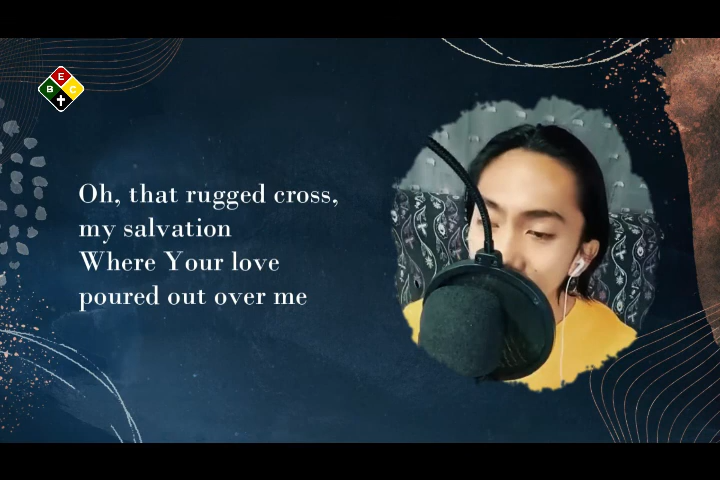 E
B C
Oh, that rugged cross,
my salvation
Where Your love
poured out over me